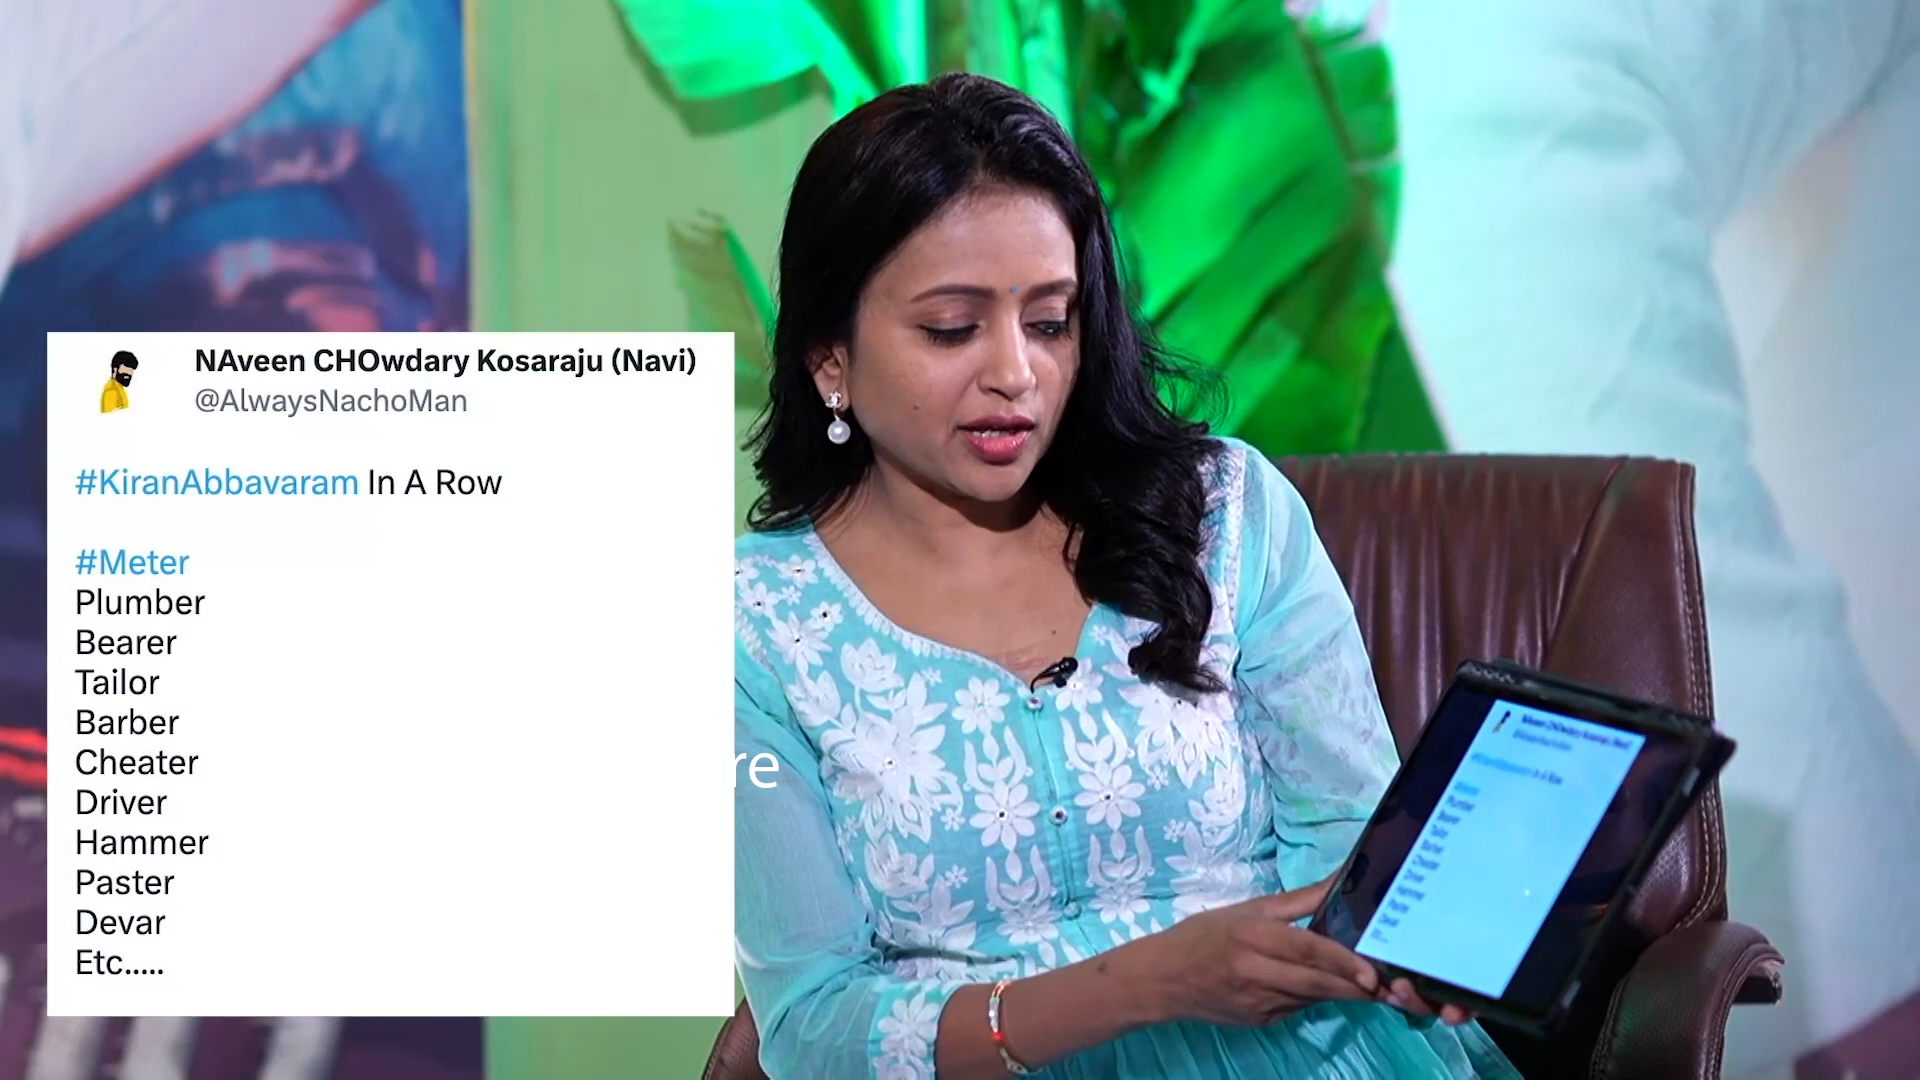 NAveen CHOwdary Kosaraju (Navi)
@AlwaysNachoMan
#KiranAbbavaram In A Row
#Meter
Plumber
Bearer
Tailor
Barber
Cheater
Driver
Hammer
Paster
Devar
Etc.....
re